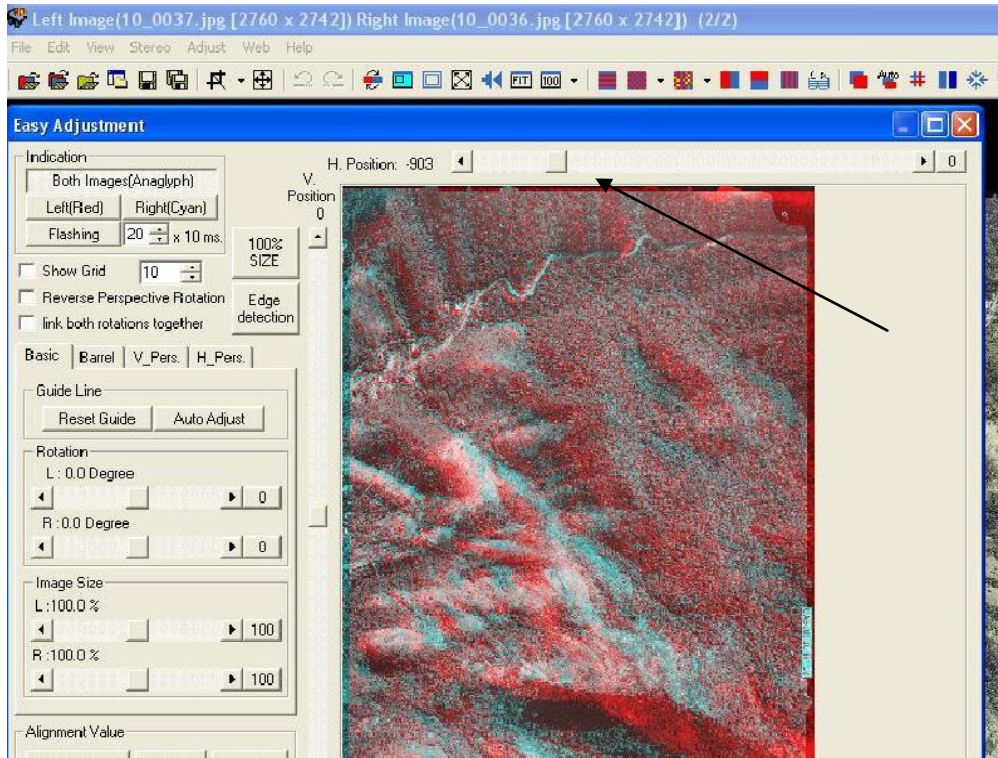 Left Image(10_0037.jpg [2760 x 2742]) Right Image(10_0036.jpg [2760 x 2742]) (2/2)
File Edit View Stereo Adjust Web Help
FIT 100 AUTO
Easy Adjustment
Indication
Both Images(Anaglyph)
Left(Red) Right(Cyan)
Flashing 20 x 10 ms.
H. Position: -903 0
V.
Position
0
100%
SIZE
Show Grid 10
Reverse Perspective Rotation
link both rotations together
Edge
detection
Basic Barrel V_Pers. H_Pers.
Guide Line
Reset Guide Auto Adjust
Rotation
L : 0.0 Degree
0
R :0.0 Degree
0
Image Size
L :100.0 %
100
R :100.0 %
100
Alignment Value